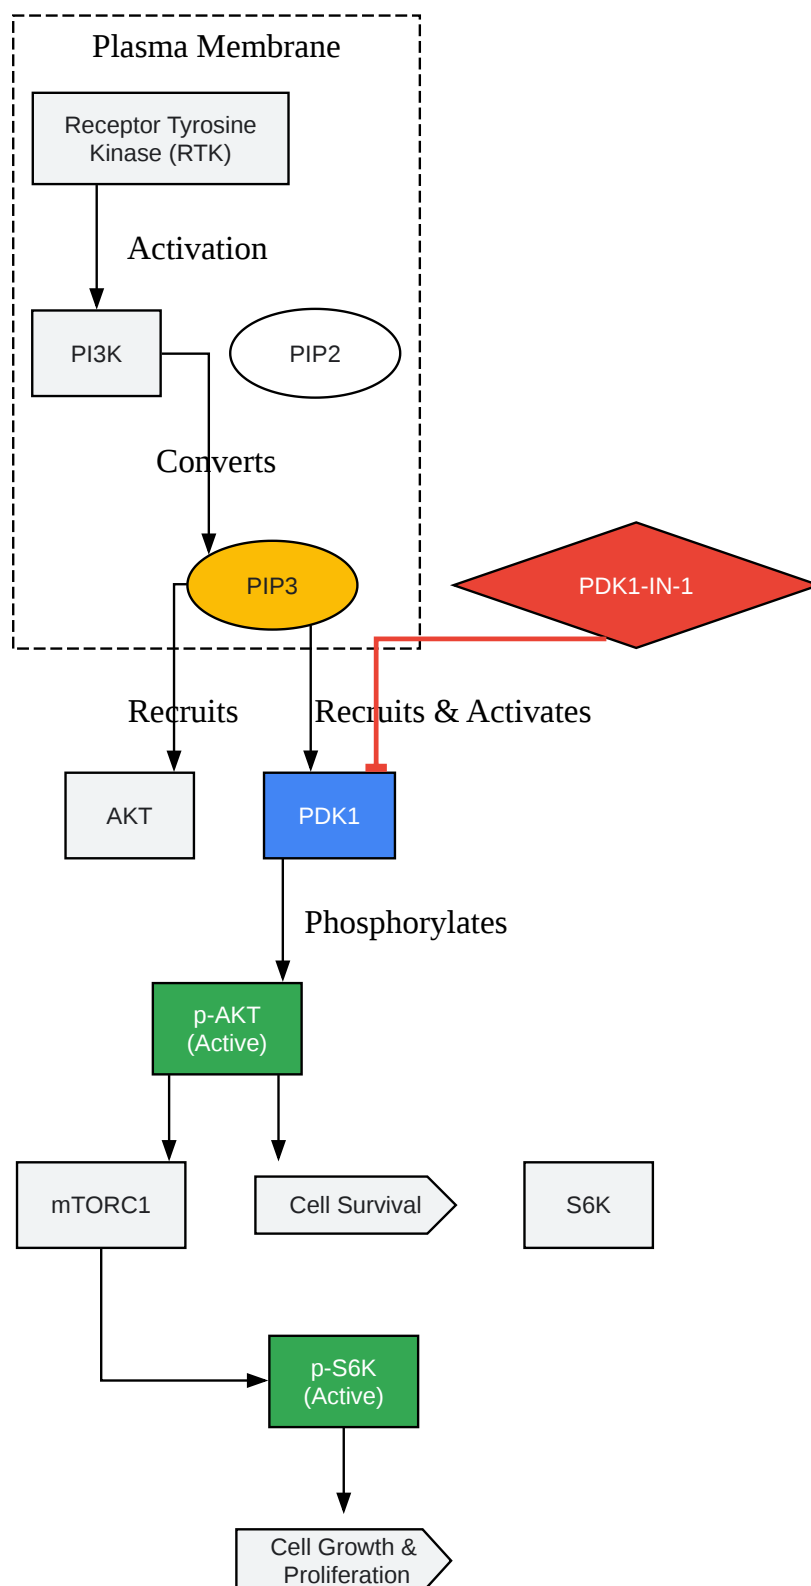 Plasma Membrane
Receptor Tyrosine
Kinase (RTK)
Activation
PI3K
PIP2
Converts
PIP3
PDK1-IN-1
Recruits
Recruits & Activates
AKT
PDK1
Phosphorylates
p-AKT
(Active)
mTORC1
Cell Survival
S6K
p-S6K
(Active)
Cell Growth &
Proliferation